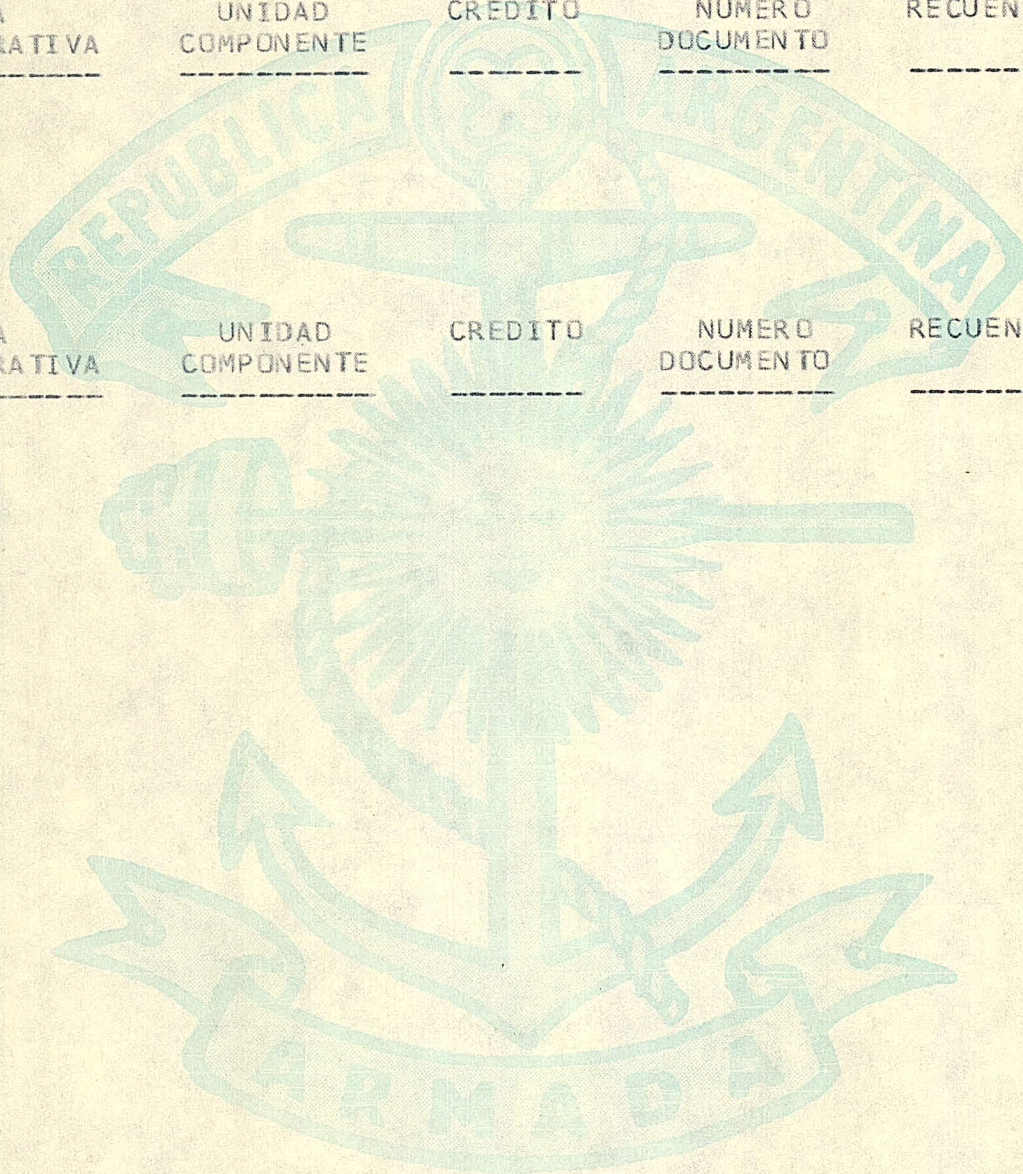 A UNIDAD CREDITO NUMERO RECUEN
RATIVA COMPONENTE DOCUMENTO
--------- ----------- -------- ---------- -------
REPUBLICA ARGENTINA
A UNIDAD CREDITO NUMERO RECUEN
RATIVA COMPONENTE DOCUMENTO
--------- ----------- -------- ---------- -------
ARMADA